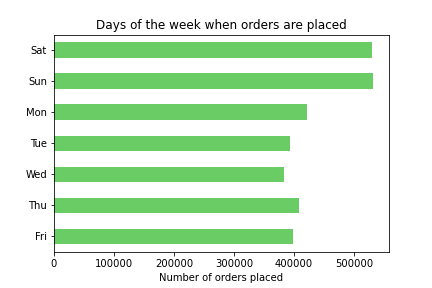 Days of the week when orders are placed
Sat
Sun
Mon
Tue
Wed
Thu
Fri
0 100000 200000 300000 400000 500000
Number of orders placed